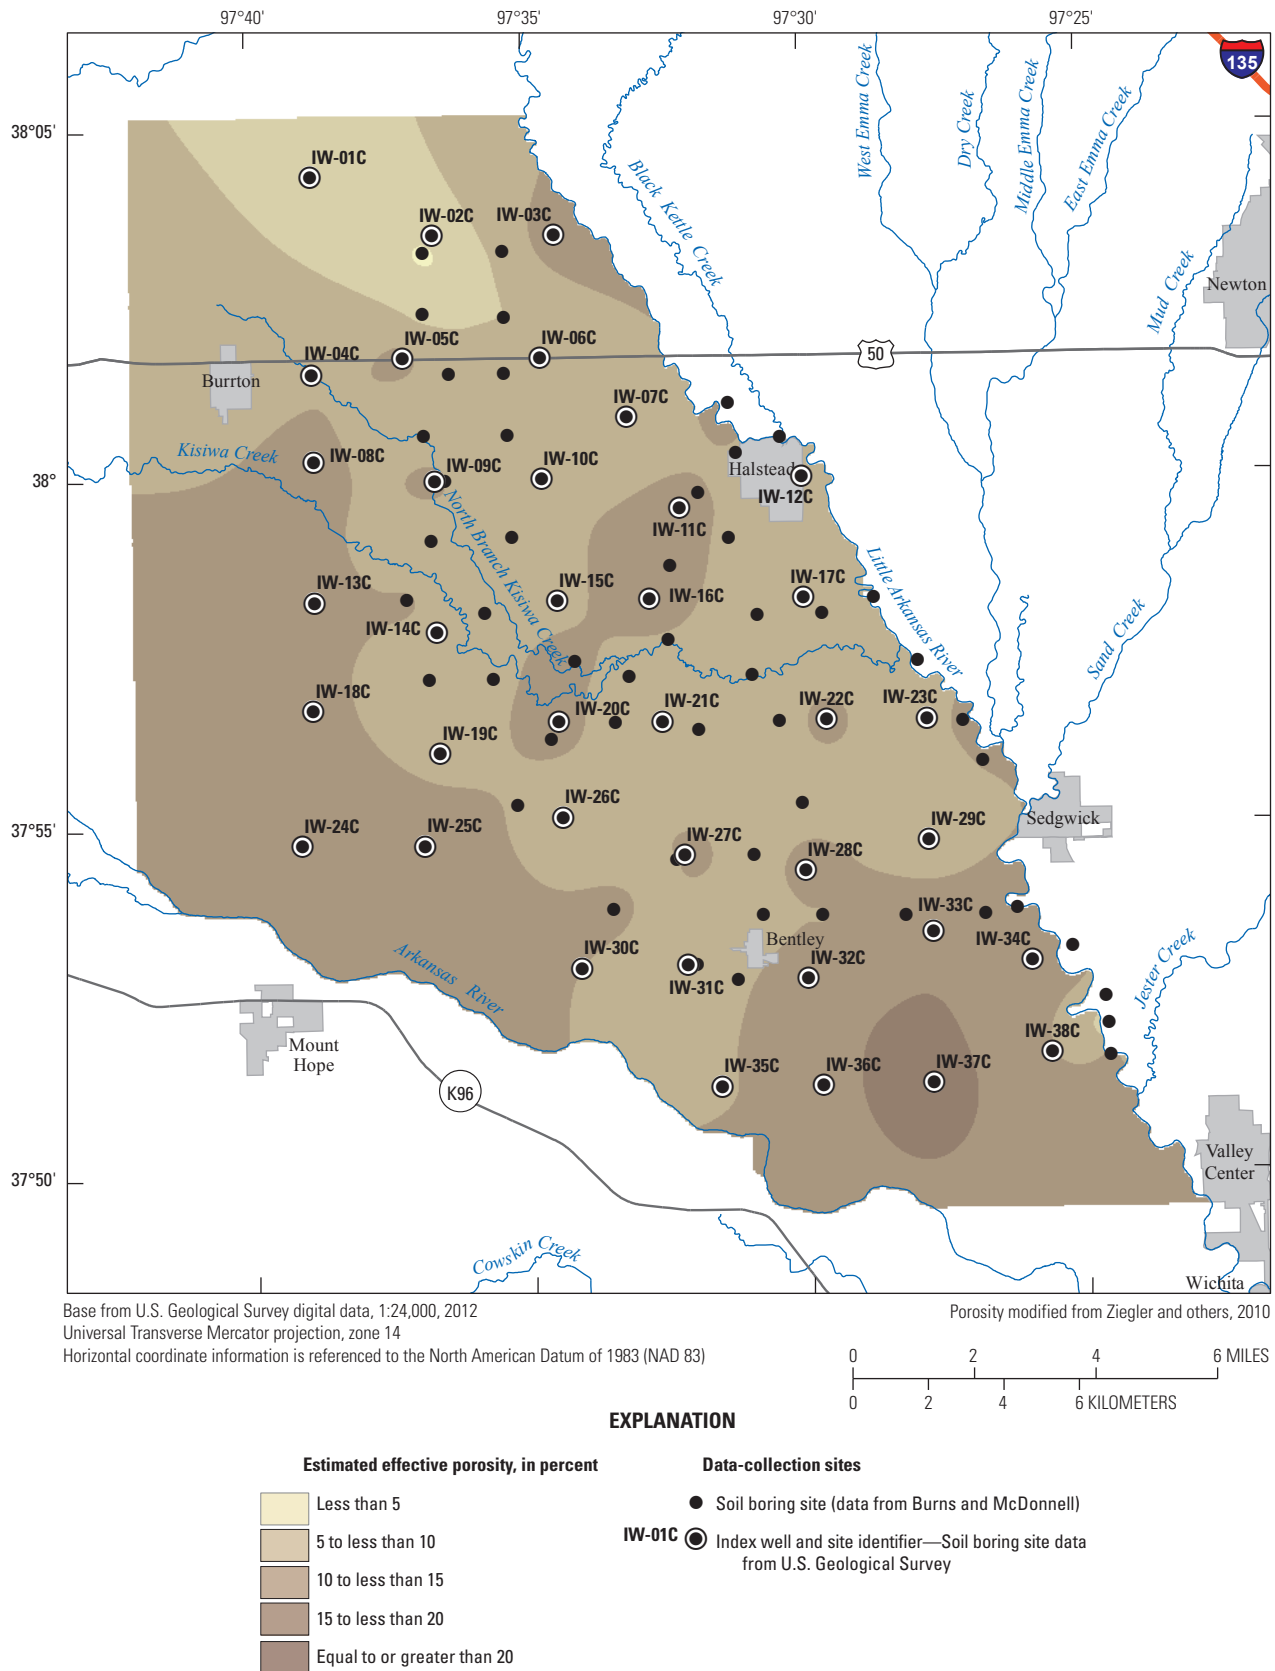 97°40'
97°35'
97°30'
97°25'
135
38°05'
38°
37°55'
37°50'
West Emma Creek
Dry Creek
Middle Emma Creek
East Emma Creek
Black Kettle Creek
Mud Creek
Newton
IW-01C
IW-02C
IW-03C
IW-04C
IW-05C
IW-06C
50
Burrton
IW-07C
Kisiwa Creek
IW-08C
IW-09C
IW-10C
Halstead
IW-12C
IW-11C
North Branch Kisiwa Creek
Little Arkansas River
IW-13C
IW-15C
IW-16C
IW-17C
IW-14C
Sand Creek
IW-18C
IW-20C
IW-21C
IW-22C
IW-23C
IW-19C
IW-26C
Sedgwick
IW-24C
IW-25C
IW-27C
IW-28C
IW-29C
IW-33C
IW-34C
Bentley
IW-30C
IW-31C
IW-32C
Arkansas River
Jester Creek
Mount
Hope
IW-38C
IW-35C
IW-36C
IW-37C
K96
Valley
Center
Cowskin Creek
Wichita
Base from U.S. Geological Survey digital data, 1:24,000, 2012
Universal Transverse Mercator projection, zone 14
Horizontal coordinate information is referenced to the North American Datum of 1983 (NAD 83)
Porosity modified from Ziegler and others, 2010
0 2 4 6 MILES
0 2 4 6 KILOMETERS
EXPLANATION
Estimated effective porosity, in percent
Less than 5
5 to less than 10
10 to less than 15
15 to less than 20
Equal to or greater than 20
Data-collection sites
Soil boring site (data from Burns and McDonnell)
IW-01C Index well and site identifier—Soil boring site data
from U.S. Geological Survey